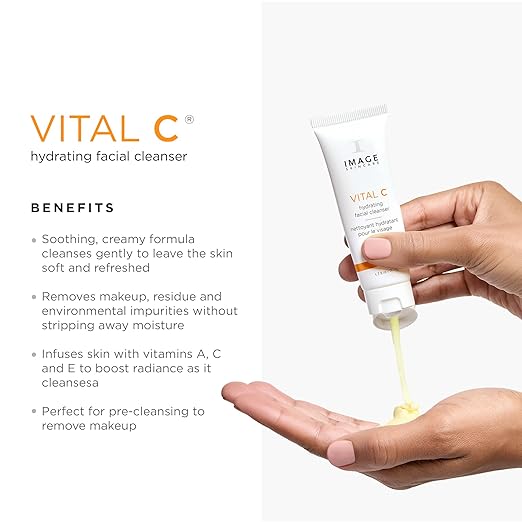 VITAL C®
hydrating facial cleanser
BENEFITS
• Soothing, creamy formula
cleanses gently to leave the skin
soft and refreshed
• Removes makeup, residue and
environmental impurities without
stripping away moisture
• Infuses skin with vitamins A, C
and E to boost radiance as it
cleansesa
• Perfect for pre-cleansing to
remove makeup
I
IMAGE
SKINCARE
VITAL C
hydrating
facial cleanser
nettoyant hydratant
pour le visage